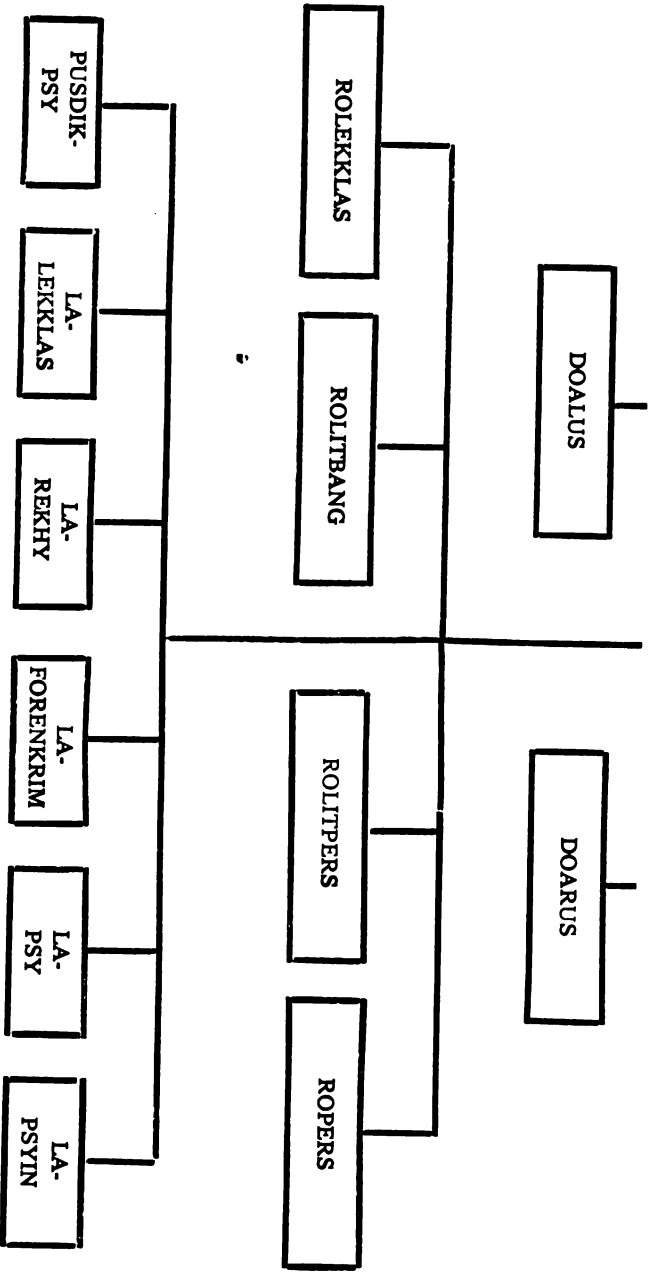 DOALUS
DOARUS
ROLEKKLAS
ROLITBANG
ROLITPERS
ROPERS
PUSDIK-
PSY
LA-
LEKKLAS
LA-
REKHY
LA-
FORENKRIM
LA-
PSY
LA-
PSYIN